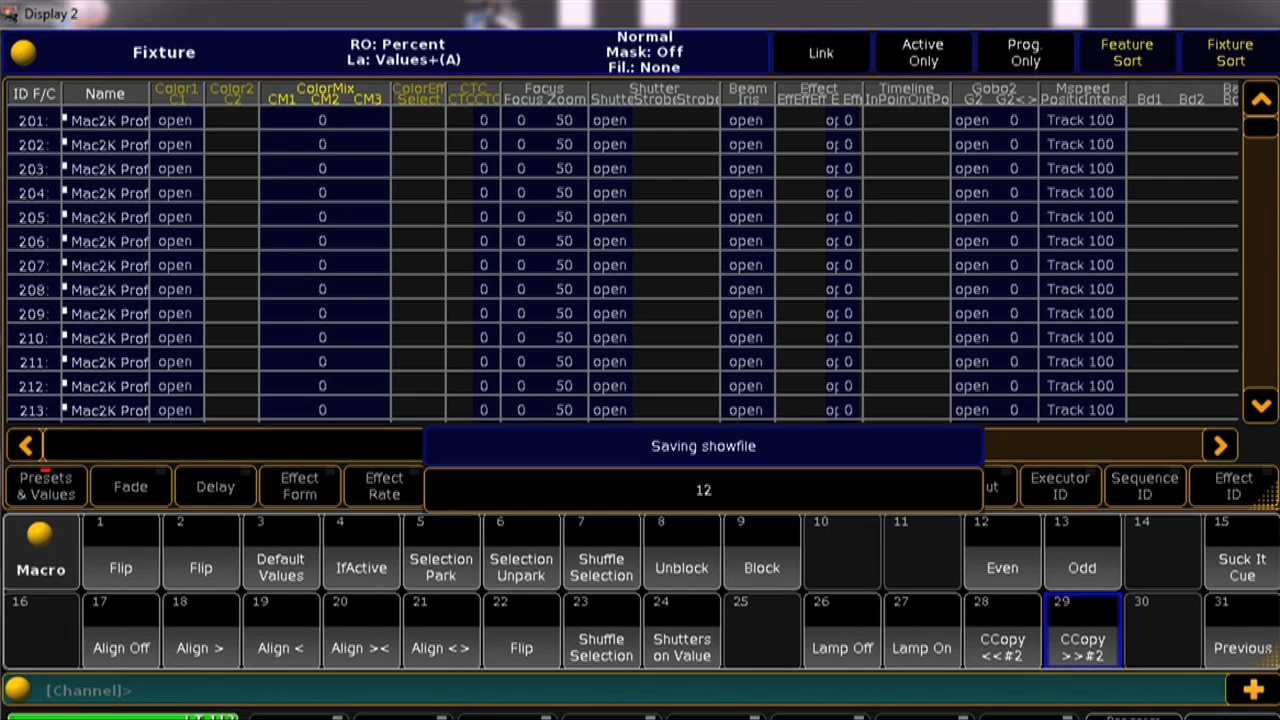 Display 2
Fixture
RO: Percent
La: Values+(A)
Normal
Mask: Off
Fil.: None
Link
Active
Only
Prog.
Only
Feature
Sort
Fixture
Sort
ID F/C Name Color1 Color2 ColorMix ColorEff CTC Focus Shutter Beam Effect Timeline Gobo2 Mspeed
C1 C2 CM1 CM2 CM3 Select Focus Zoom Iris G2 G2<> Bd1 Bd2
201: Mac2K Prof open 0 0 0 50 open open 0 open 0 Track 100
202: Mac2K Prof open 0 0 0 50 open open 0 open 0 Track 100
203: Mac2K Prof open 0 0 0 50 open open 0 open 0 Track 100
204: Mac2K Prof open 0 0 0 50 open open 0 open 0 Track 100
205: Mac2K Prof open 0 0 0 50 open open 0 open 0 Track 100
206: Mac2K Prof open 0 0 0 50 open open 0 open 0 Track 100
207: Mac2K Prof open 0 0 0 50 open open 0 open 0 Track 100
208: Mac2K Prof open 0 0 0 50 open open 0 open 0 Track 100
209: Mac2K Prof open 0 0 0 50 open open 0 open 0 Track 100
210: Mac2K Prof open 0 0 0 50 open open 0 open 0 Track 100
211: Mac2K Prof open 0 0 0 50 open open 0 open 0 Track 100
212: Mac2K Prof open 0 0 0 50 open open 0 open 0 Track 100
213: Mac2K Prof open 0 0 0 50 open open 0 open 0 Track 100
Saving showfile
12
Presets
& Values
Fade
Delay
Effect
Form
Effect
Rate
ut
Executor
ID
Sequence
ID
Effect
ID
Macro
1 2 3 4 5 6 7 8 9 10 11 12 13 14 15
Flip
Flip
Default
Values
IfActive
Selection
Park
Selection
Unpark
Shuffle
Selection
Unblock
Block
Even
Odd
Suck It
Cue
16 17 18 19 20 21 22 23 24 25 26 27 28 29 30 31
Align Off
Align >
Align <
Align ><
Align <>
Flip
Shuffle
Selection
Shutters
on Value
Lamp Off
Lamp On
CCopy
<<#2
CCopy
>>#2
Previous
[Channel]>